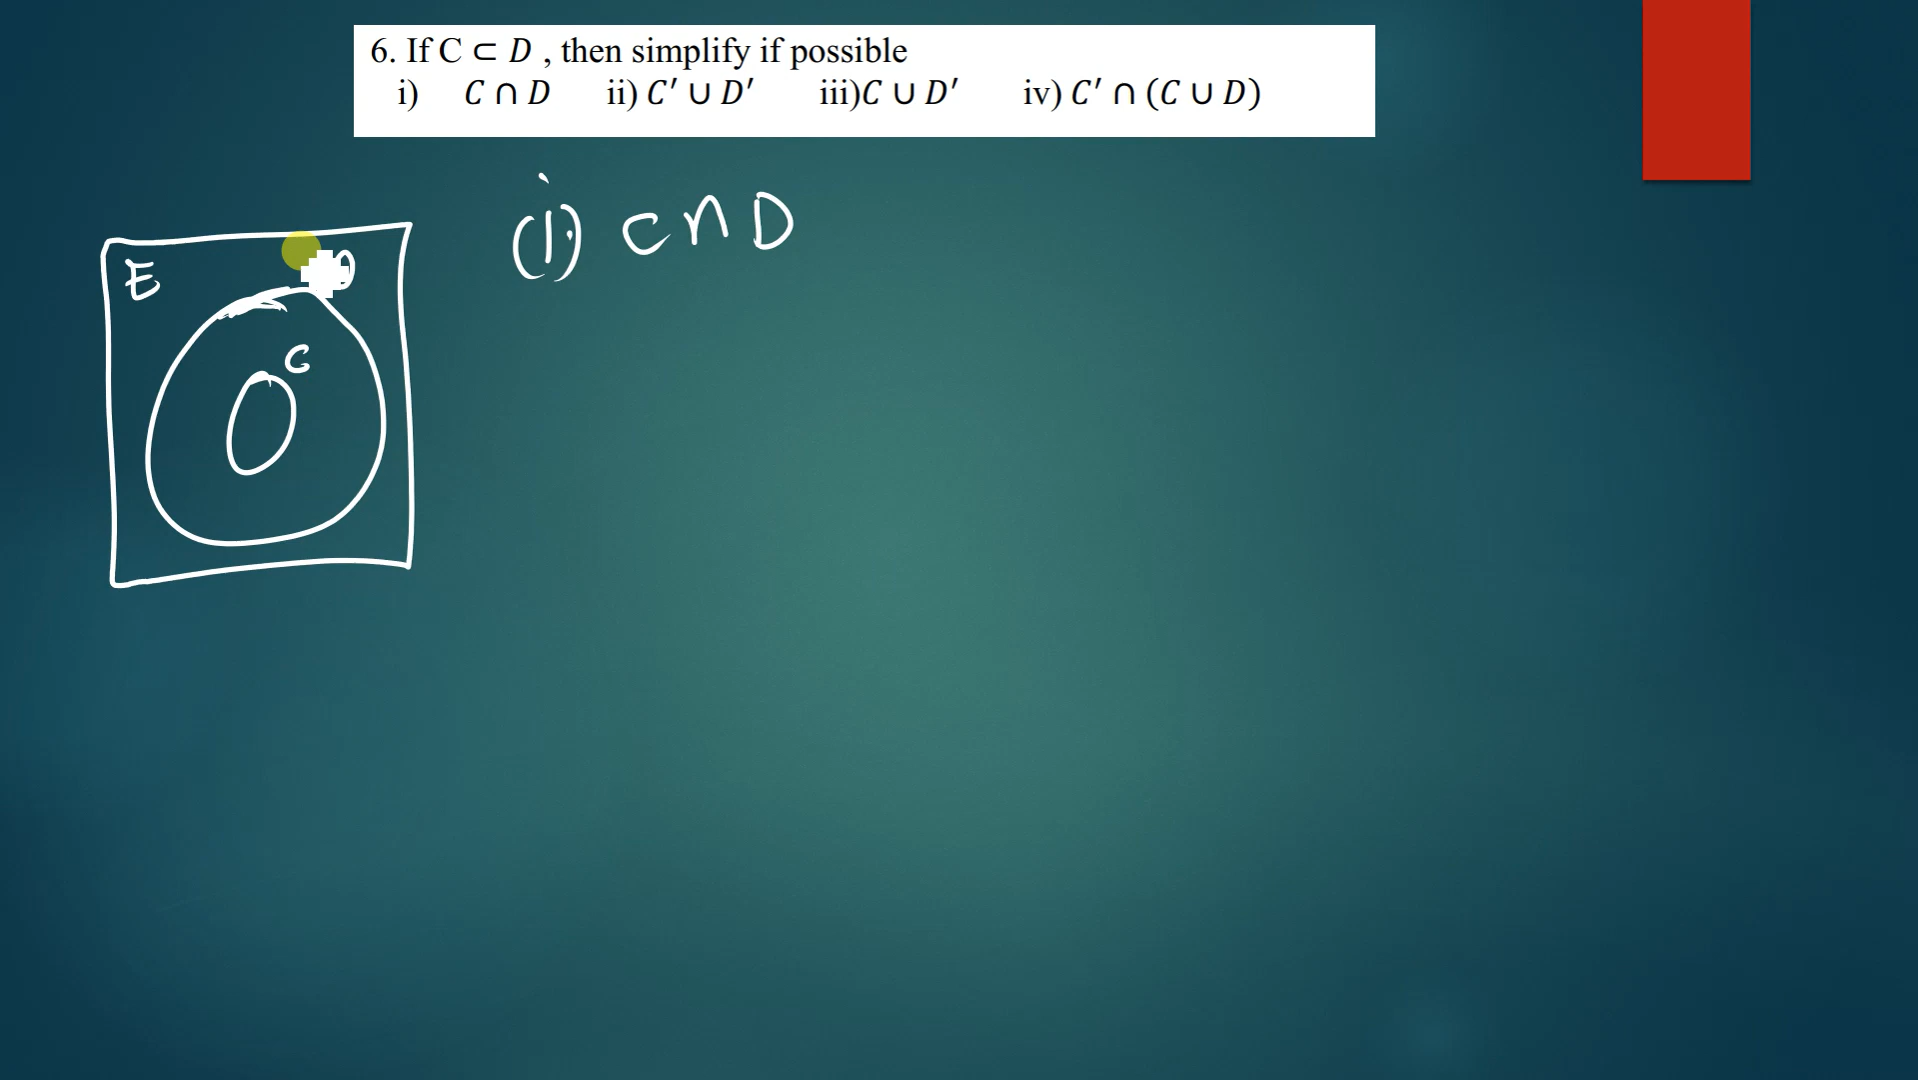 6. If C ⊂ D , then simplify if possible
i) C ∩ D ii) C′ ∪ D′ iii)C ∪ D′ iv) C′ ∩ (C ∪ D)
(i) C ∩ D
E
C